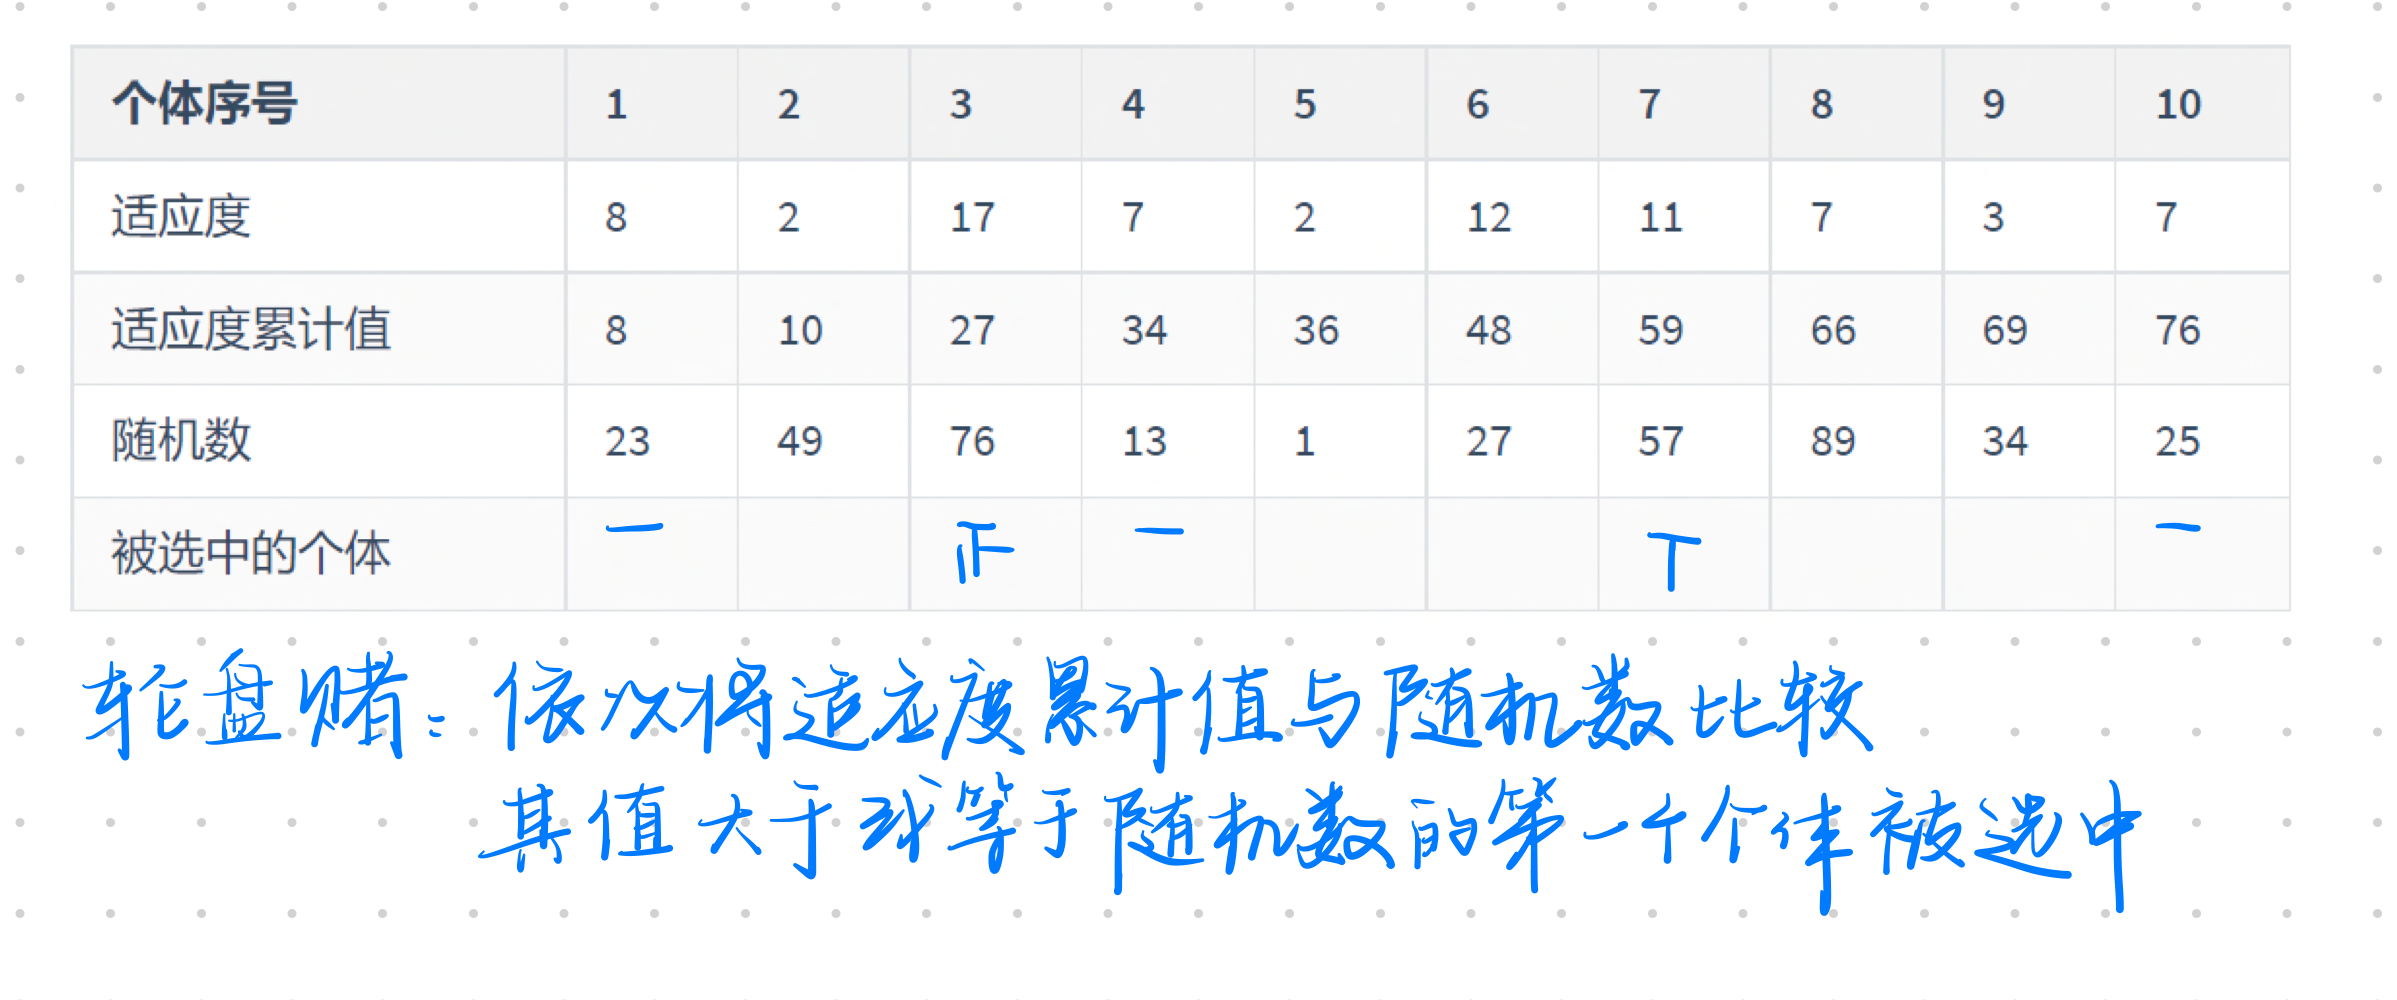 个体序号 1 2 3 4 5 6 7 8 9 10
适应度 8 2 17 7 2 12 11 7 3 7
适应度累计值 8 10 27 34 36 48 59 66 69 76
随机数 23 49 76 13 1 27 57 89 34 25
被选中的个体 一 𤴓 一 丅 一
轮盘赌：依次将适应度累计值与随机数比较
其值大于或等于随机数的第一个个体被选中